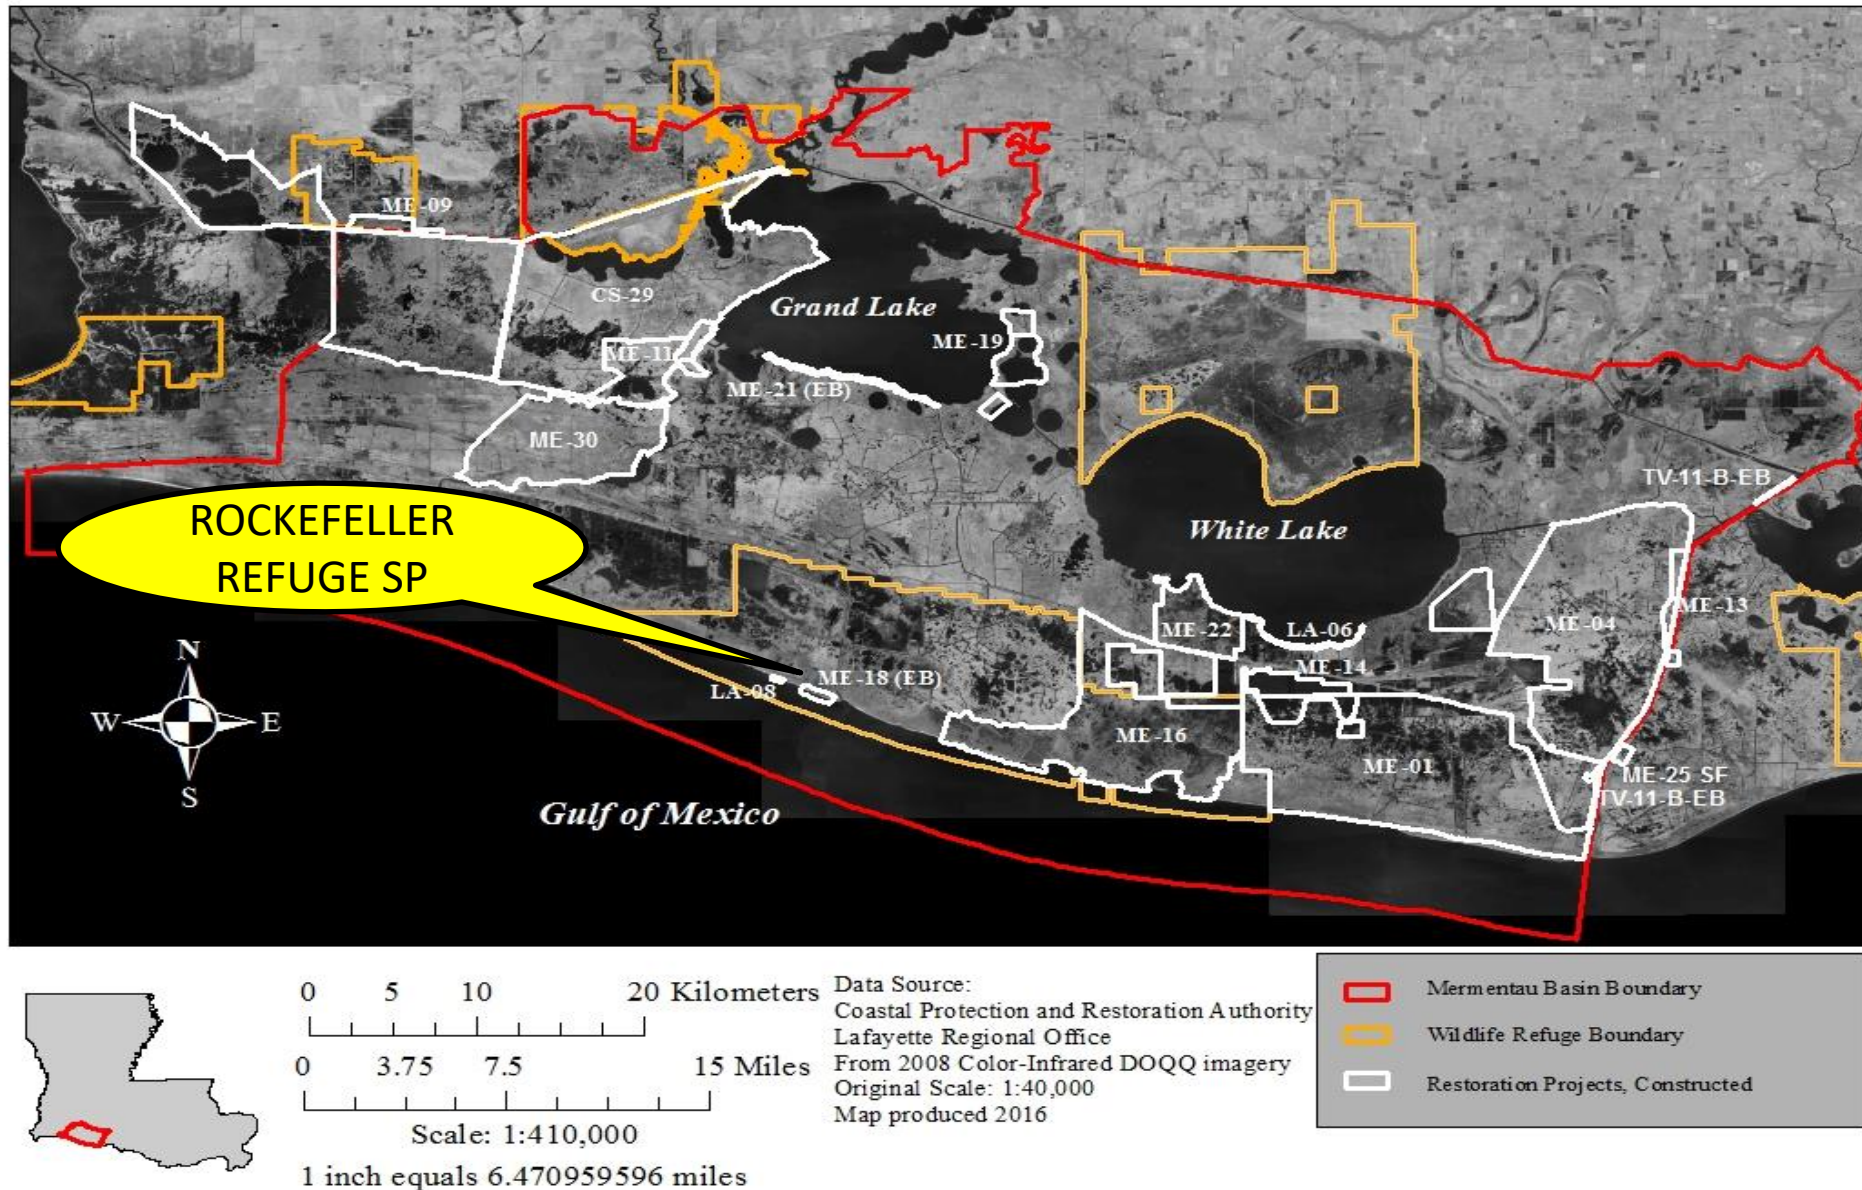 ME-09
CS-29
Grand Lake
ME-11
ME-19
ME-21 (EB)
ME-30
TV-11-B-EB
ROCKEFELLER
REFUGE SP
White Lake
ME-13
ME-22
LA-06
ME-04
ME-14
ME-18 (EB)
LA-08
N
W
E
S
ME-16
ME-01
ME-25 SF
TV-11-B-EB
Gulf of Mexico
0 5 10 20 Kilometers
0 3.75 7.5 15 Miles
Scale: 1:410,000
1 inch equals 6.470959596 miles
Data Source:
Coastal Protection and Restoration Authority
Lafayette Regional Office
From 2008 Color-Infrared DOQQ imagery
Original Scale: 1:40,000
Map produced 2016
Mermentau Basin Boundary
Wildlife Refuge Boundary
Restoration Projects, Constructed